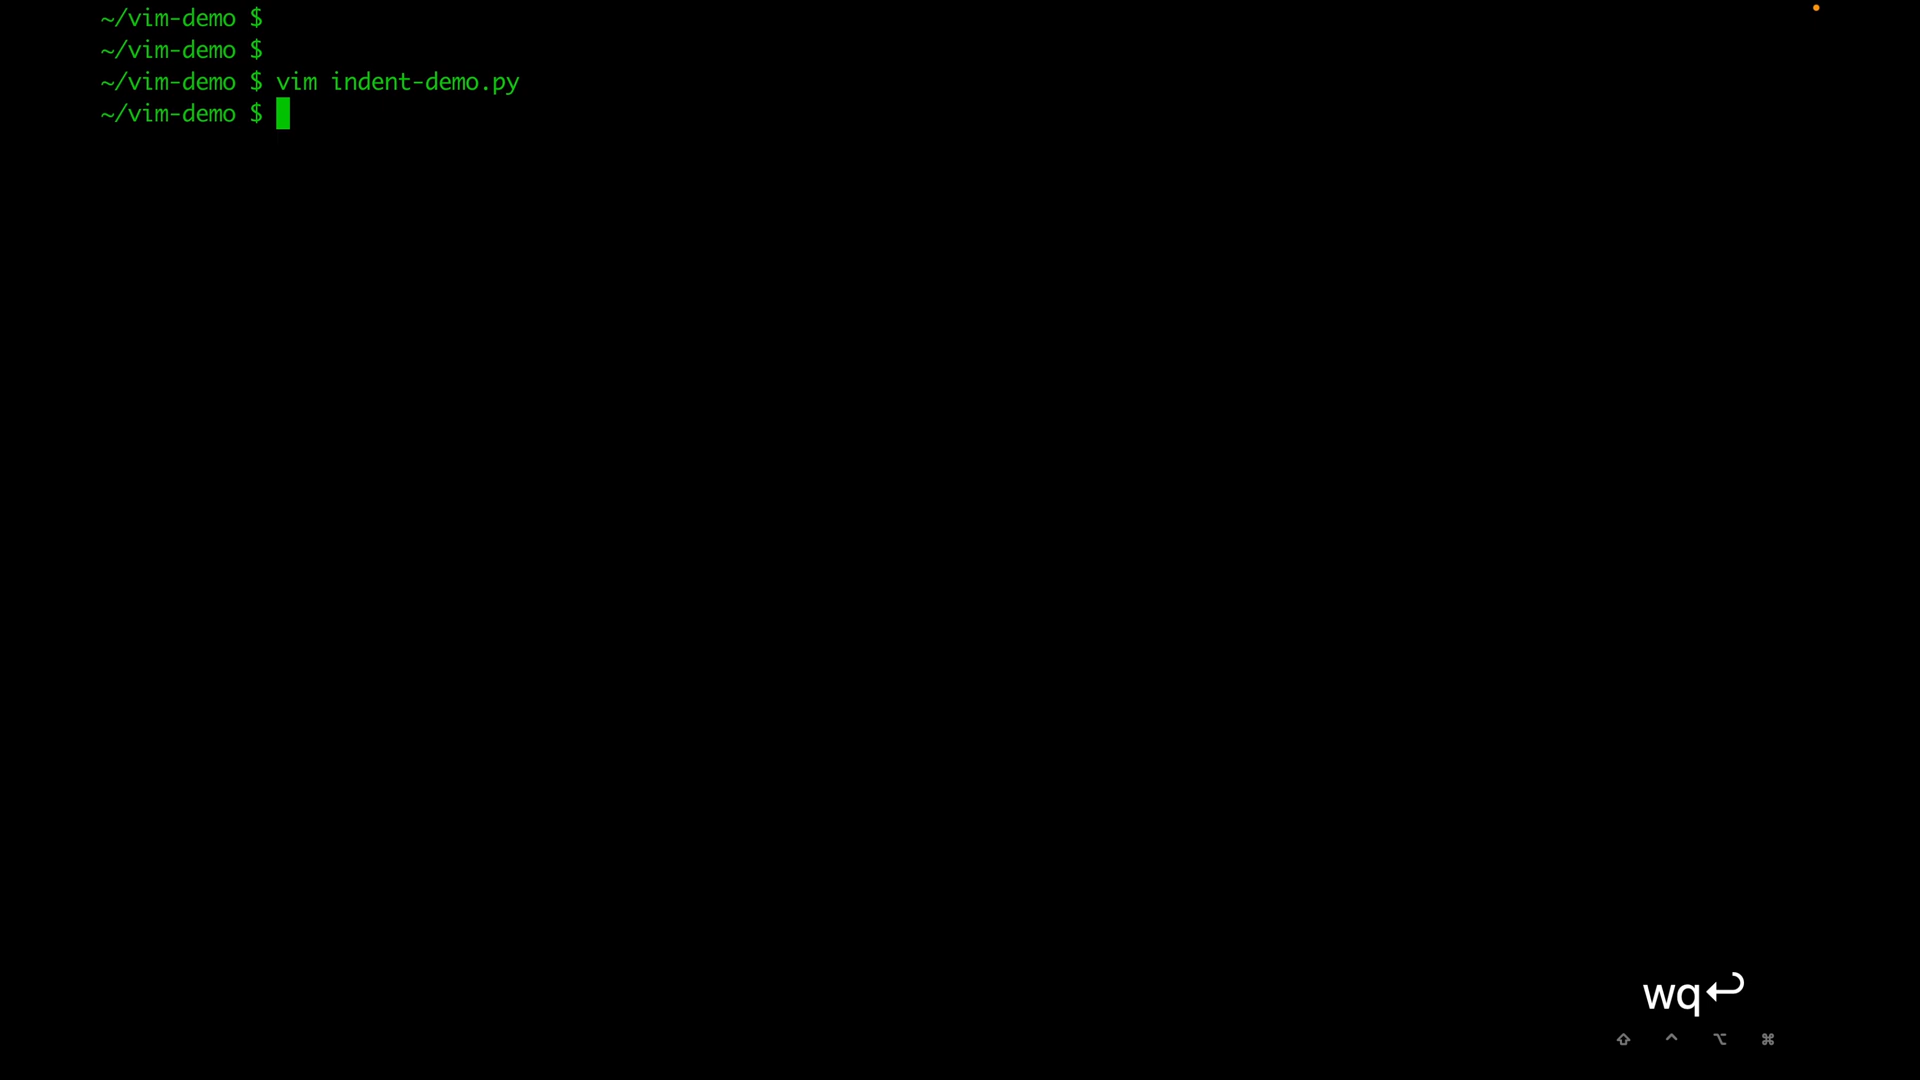 ~/vim-demo $
~/vim-demo $
~/vim-demo $ vim indent-demo.py
~/vim-demo $
wq↩
⇧ ^ ⌥ ⌘